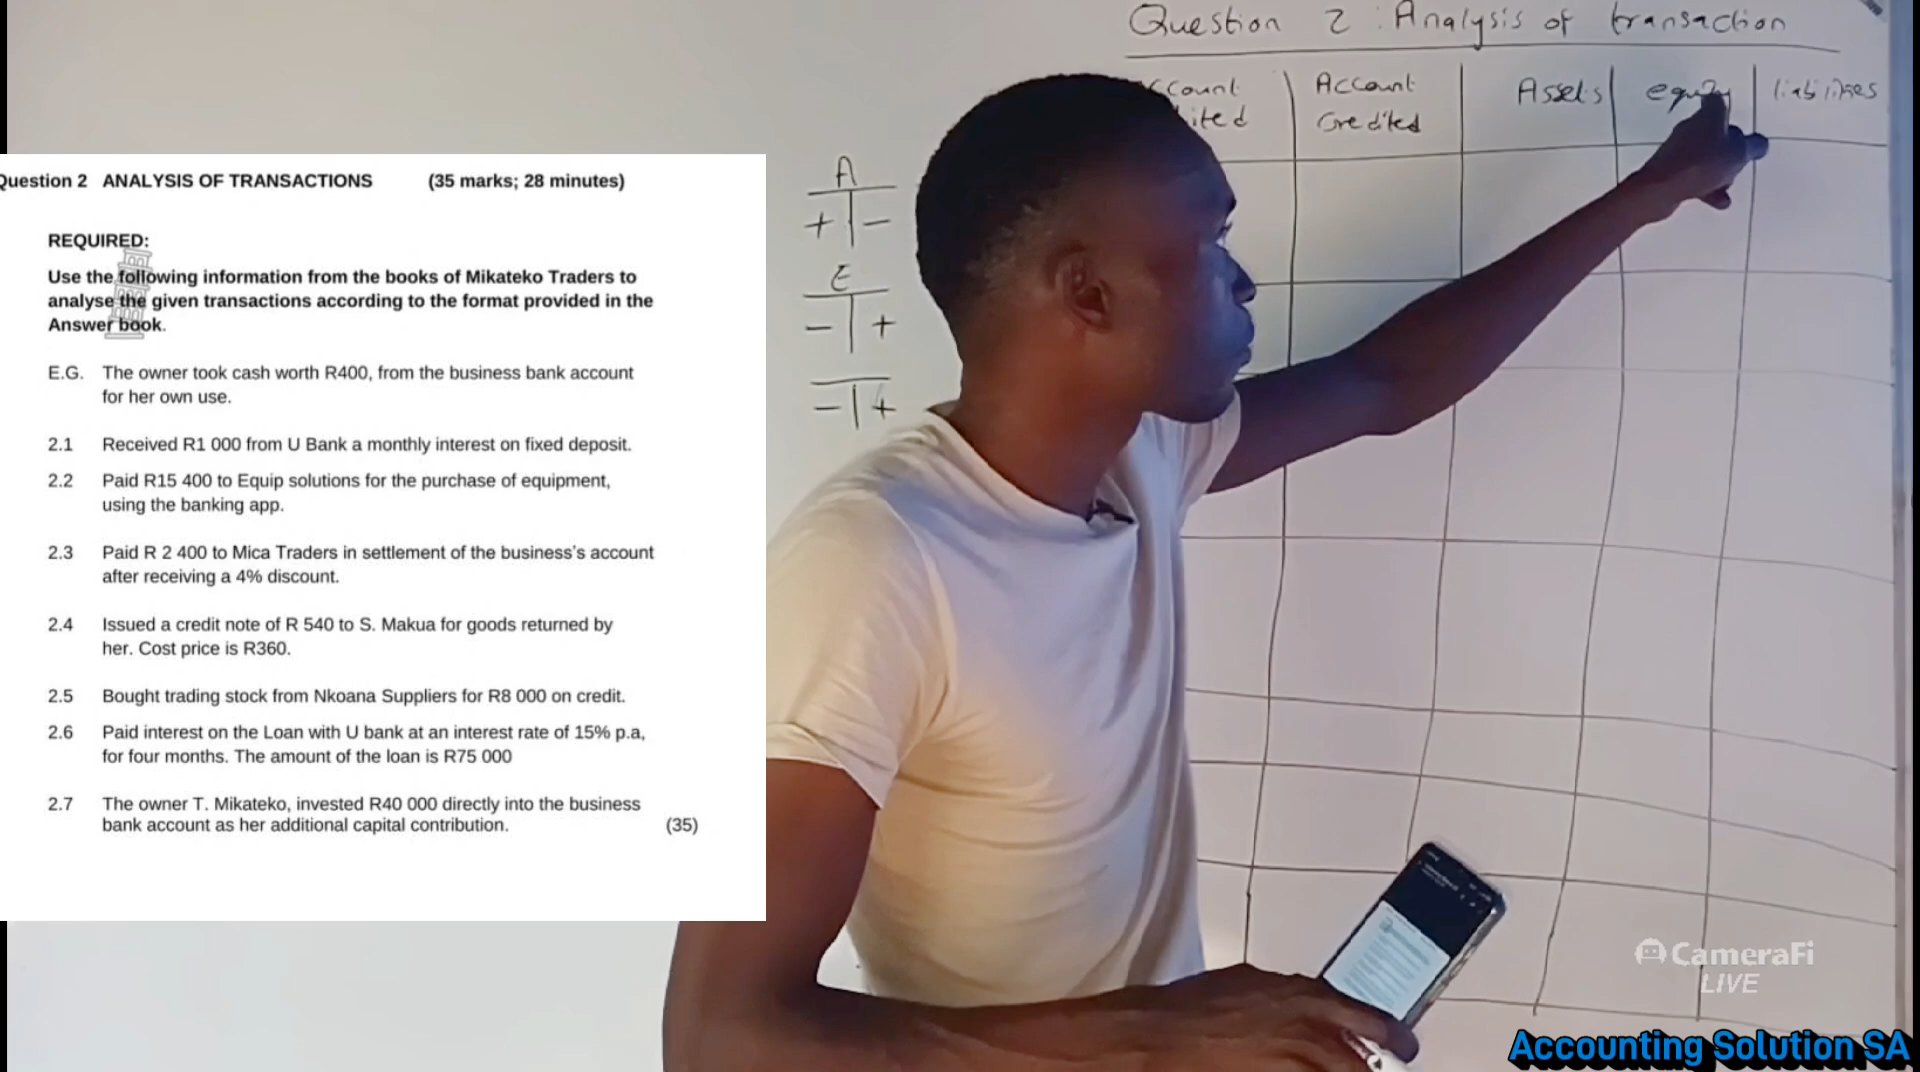 Question 2 : Analysis of transaction
Account
Credited
Assets
equity
liabilities
A
+ -
E
- +
- +
Question 2 ANALYSIS OF TRANSACTIONS (35 marks; 28 minutes)
REQUIRED:
Use the following information from the books of Mikateko Traders to
analyse the given transactions according to the format provided in the
Answer book.
E.G. The owner took cash worth R400, from the business bank account
for her own use.
2.1 Received R1 000 from U Bank a monthly interest on fixed deposit.
2.2 Paid R15 400 to Equip solutions for the purchase of equipment,
using the banking app.
2.3 Paid R 2 400 to Mica Traders in settlement of the business's account
after receiving a 4% discount.
2.4 Issued a credit note of R 540 to S. Makua for goods returned by
her. Cost price is R360.
2.5 Bought trading stock from Nkoana Suppliers for R8 000 on credit.
2.6 Paid interest on the Loan with U bank at an interest rate of 15% p.a,
for four months. The amount of the loan is R75 000
2.7 The owner T. Mikateko, invested R40 000 directly into the business
bank account as her additional capital contribution. (35)
CameraFi
LIVE
Accounting Solution SA